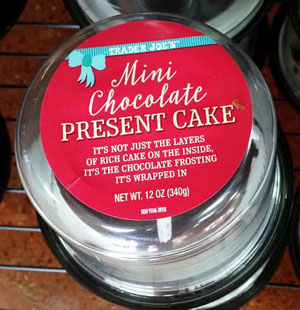 TRADER JOE'S
Mini
Chocolate
PRESENT CAKE
IT'S NOT JUST THE LAYERS
OF RICH CAKE ON THE INSIDE,
IT'S THE CHOCOLATE FROSTING
IT'S WRAPPED IN
NET WT. 12 OZ (340g)